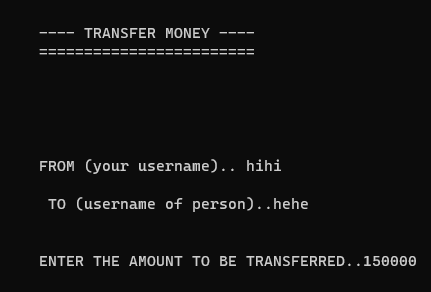 ---- TRANSFER MONEY ----
========================
FROM (your username).. hihi
TO (username of person)..hehe
ENTER THE AMOUNT TO BE TRANSFERRED..150000